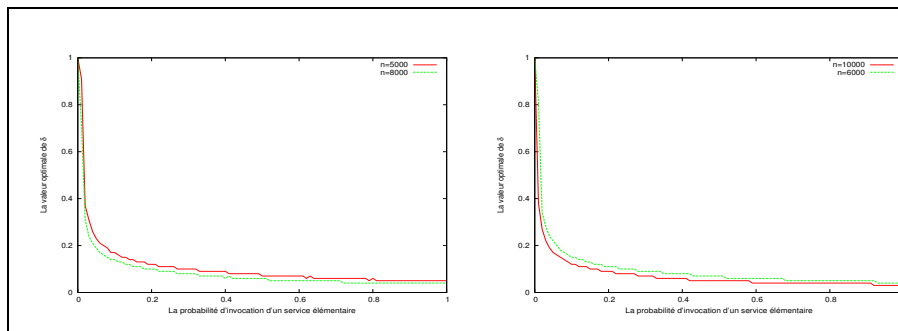 1
0.8
0.6
0.4
0.2
0
0
0.2
0.4
0.6
0.8
1
La valeur optimale de δ
La probabilité d'invocation d'un service élémentaire
n=5000
n=8000
1
0.8
0.6
0.4
0.2
0
0
0.2
0.4
0.6
0.8
La valeur optimale de δ
La probabilité d'invocation d'un service élémentaire
n=10000
n=6000